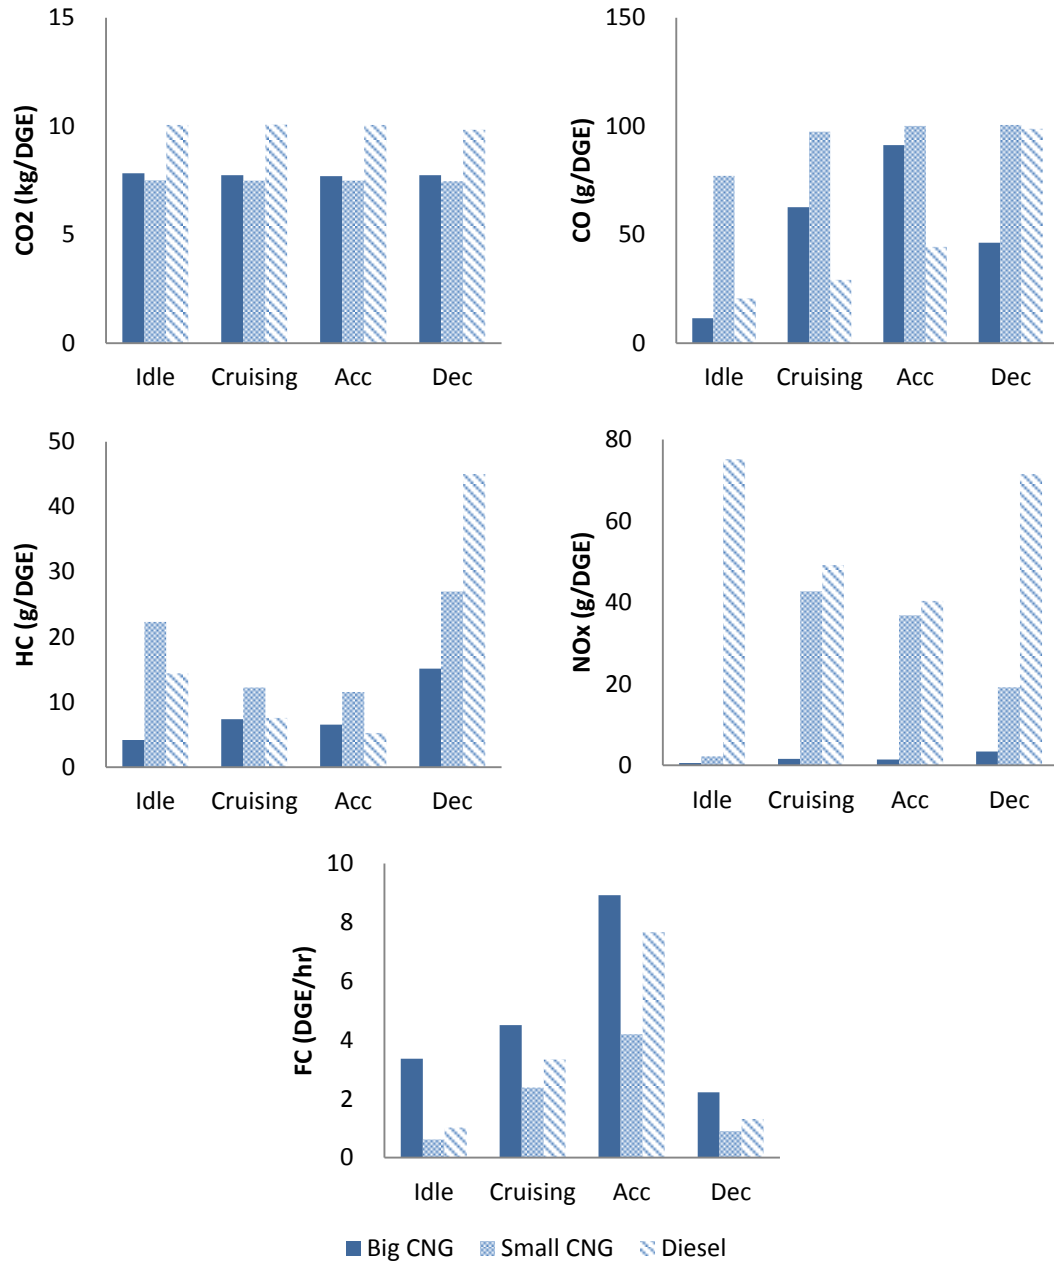 15
10
5
0
CO2 (kg/DGE)
Idle Cruising Acc Dec
150
100
50
0
CO (g/DGE)
Idle Cruising Acc Dec
50
40
30
20
10
0
HC (g/DGE)
Idle Cruising Acc Dec
80
60
40
20
0
NOx (g/DGE)
Idle Cruising Acc Dec
10
8
6
4
2
0
FC (DGE/hr)
Idle Cruising Acc Dec
Big CNG Small CNG Diesel